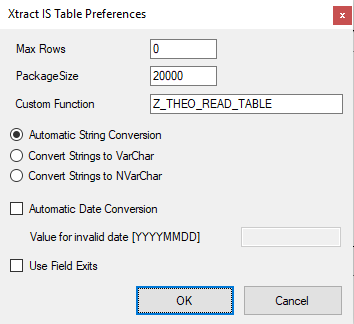 Xtract IS Table Preferences
x
Max Rows 0
PackageSize 20000
Custom Function Z_THEO_READ_TABLE
Automatic String Conversion
Convert Strings to VarChar
Convert Strings to NVarChar
Automatic Date Conversion
Value for invalid date [YYYYMMDD]
Use Field Exits
OK Cancel